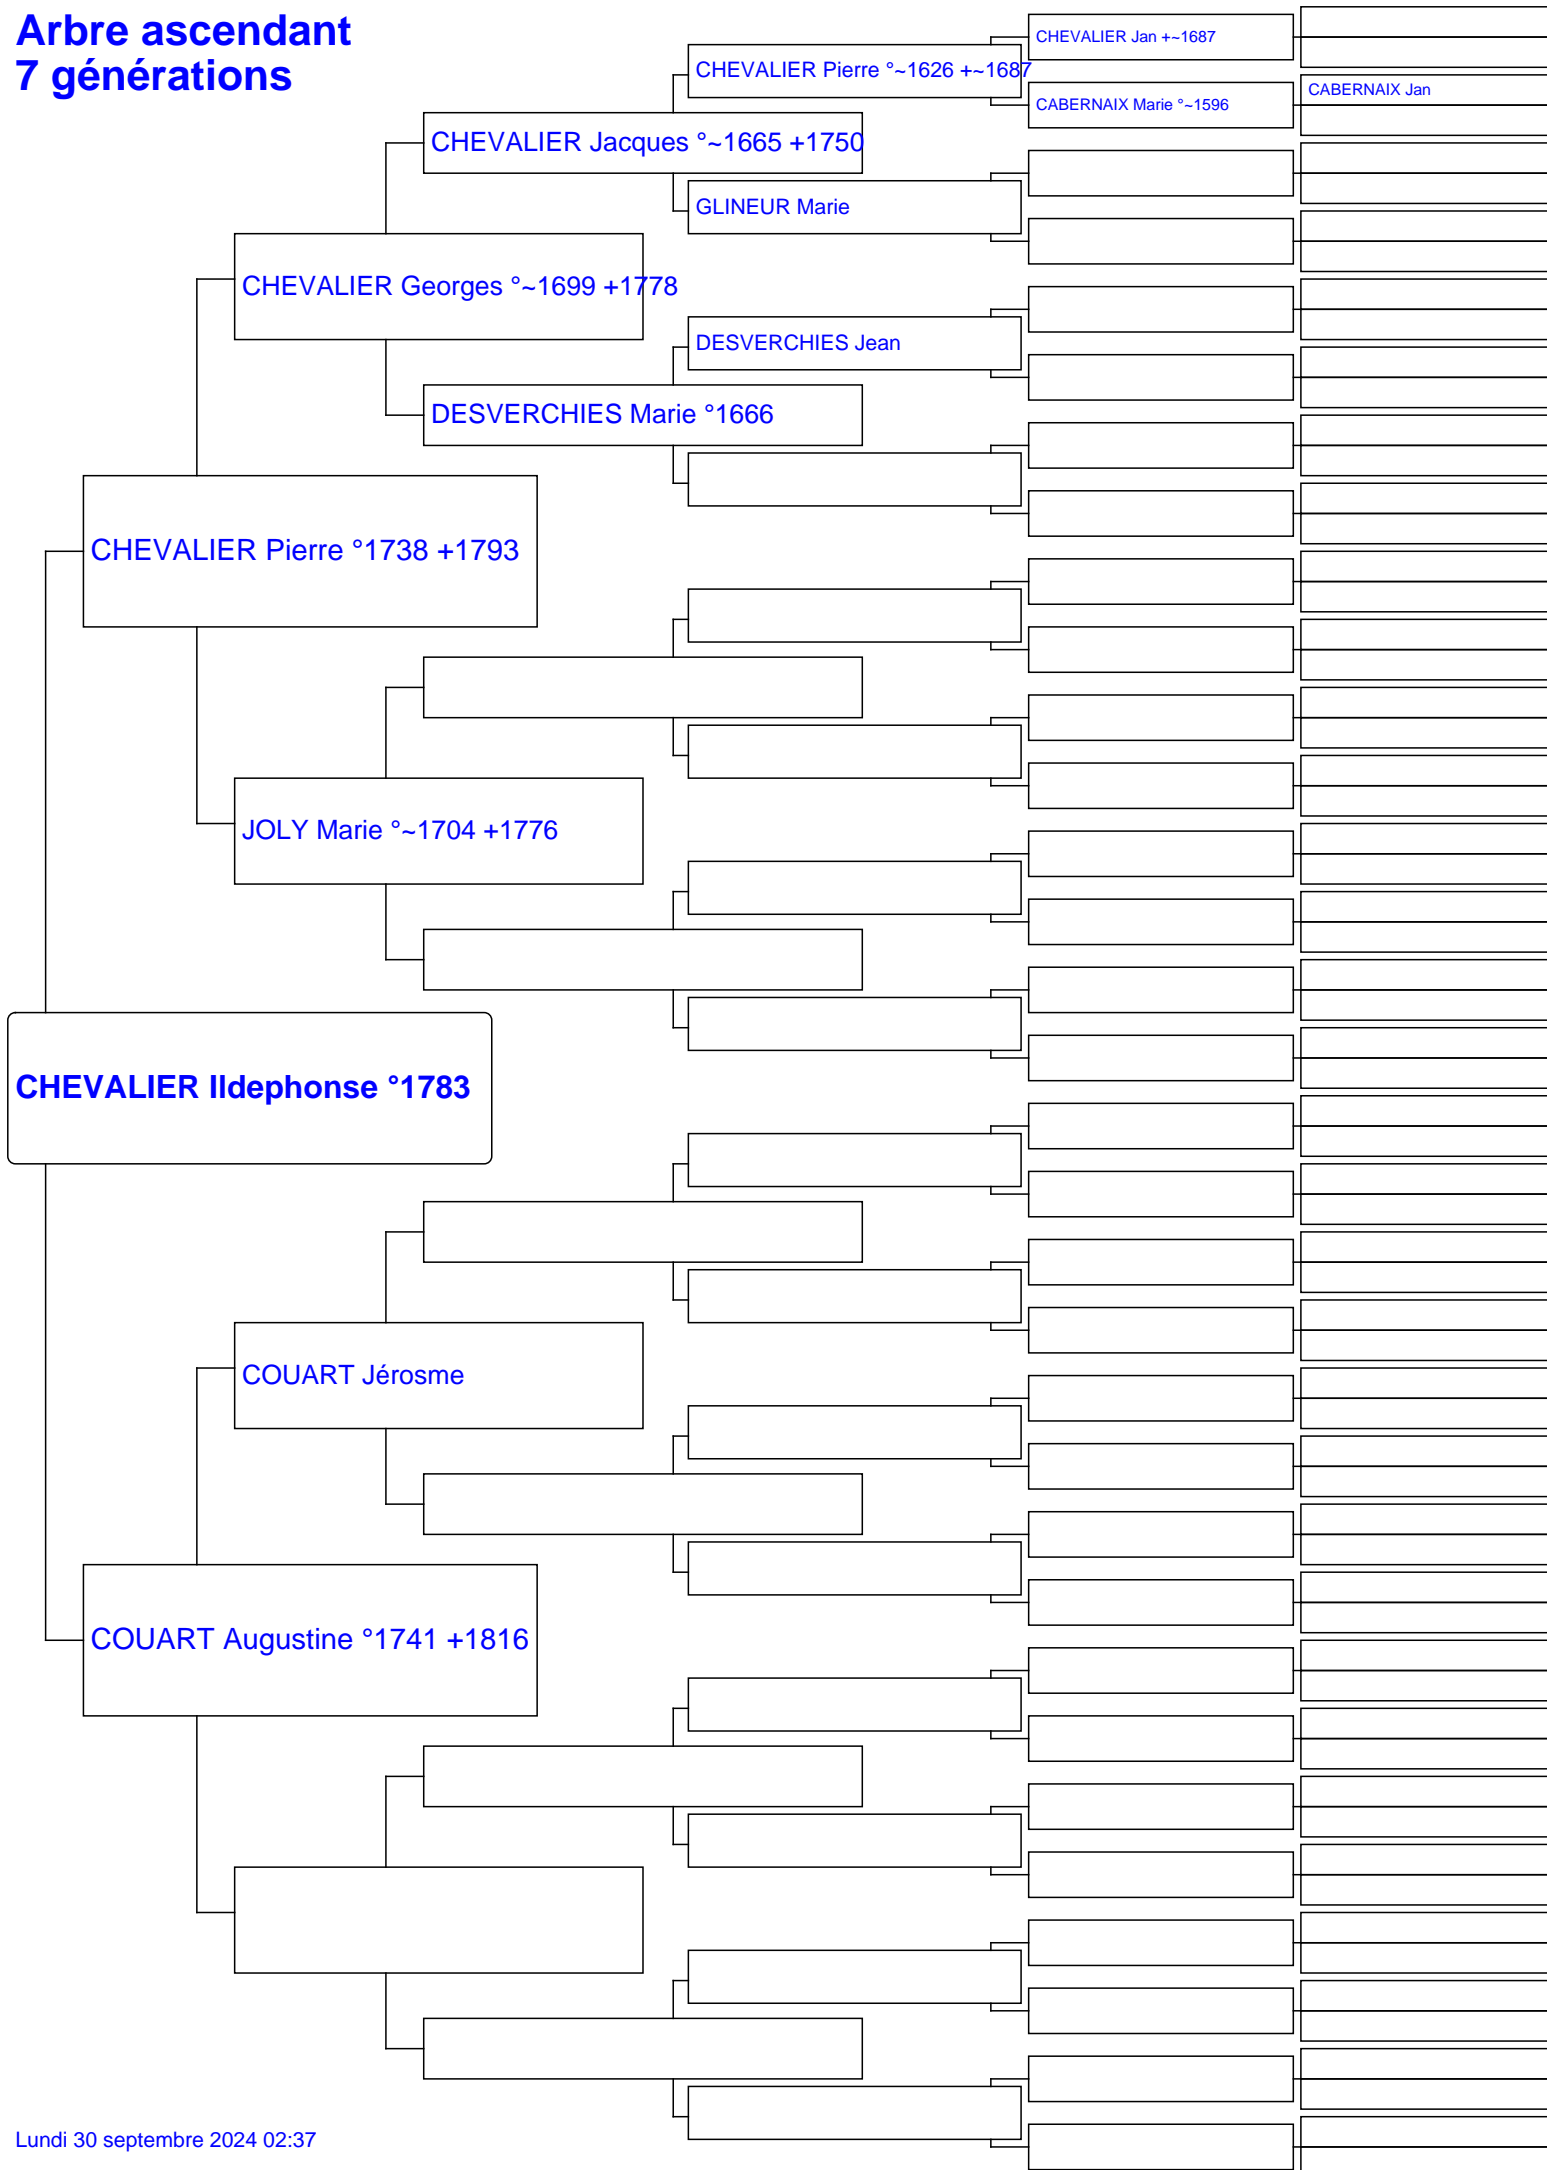 Arbre ascendant
7 générations
CHEVALIER Jan +~1687
CHEVALIER Pierre °~1626 +~1687
CABERNAIX Jan
CABERNAIX Marie °~1596
CHEVALIER Jacques °~1665 +1750
GLINEUR Marie
CHEVALIER Georges °~1699 +1778
DESVERCHIES Jean
DESVERCHIES Marie °1666
CHEVALIER Pierre °1738 +1793
JOLY Marie °~1704 +1776
CHEVALIER Ildephonse °1783
COUART Jérosme
COUART Augustine °1741 +1816
Lundi 30 septembre 2024 02:37